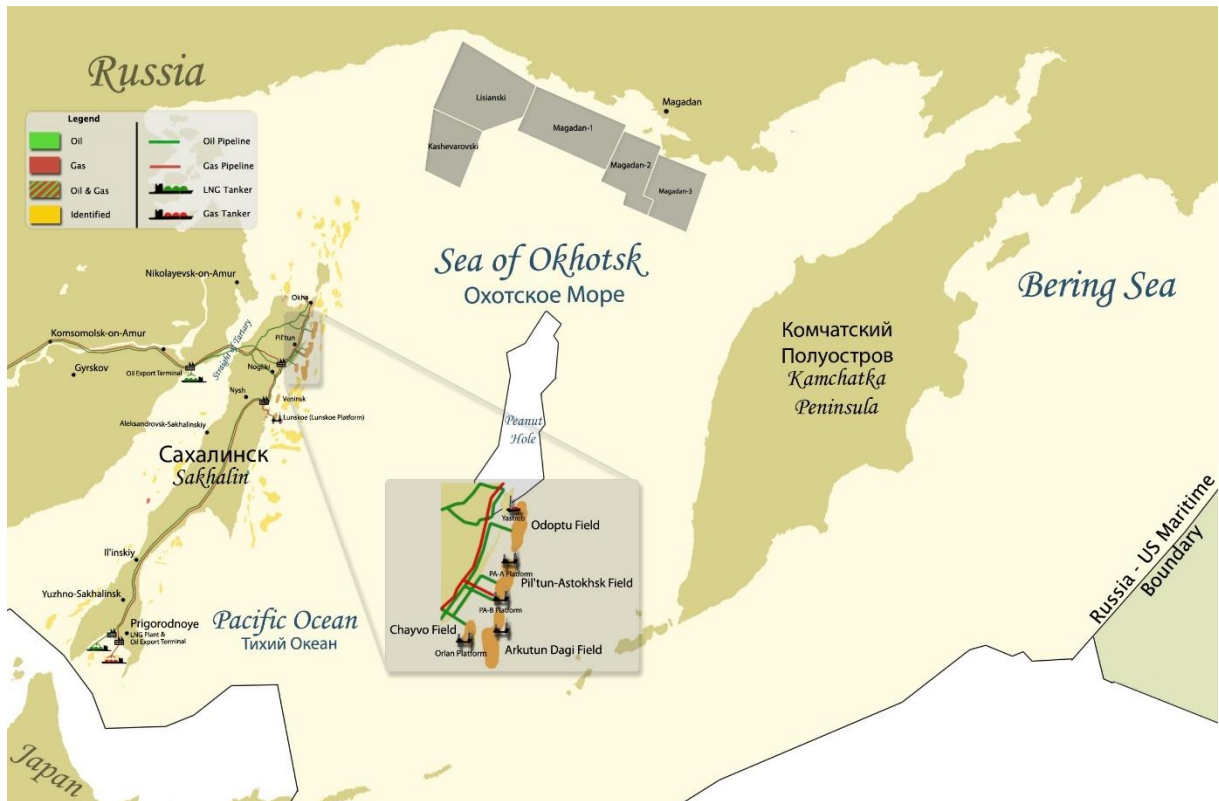 Russia
Legend
Oil
Gas
Oil & Gas
Identified
Oil Pipeline
Gas Pipeline
LNG Tanker
Gas Tanker
Lisianski
Kashevarovski
Magadan-1
Magadan-2
Magadan-3
Magadan
Sea of Okhotsk
Охотское Море
Bering Sea
Nikolayevsk-on-Amur
Okha
Komsomolsk-on-Amur
Pil'tun
Straight of Tartary
Gyrskov
Oil Export Terminal
Nogliki
Nysh
Veninsk
Lunskoe (Lunskoe Platform)
Aleksandrovsk-Sakhalinskiy
Сахалинск
Sakhalin
Комчатский
Полуостров
Kamchatka
Peninsula
Peanut
Hole
Yastreb
Odoptu Field
PA-A Platform
Pil'tun-Astokhsk Field
PA-B Platform
Chayvo Field
Orlan Platform
Arkutun Dagi Field
Il'inskiy
Yuzhno-Sakhalinsk
Prigorodnoye
LNG Plant &
Oil Export Terminal
Pacific Ocean
Тихий Океан
Russia - US Maritime
Boundary
Japan